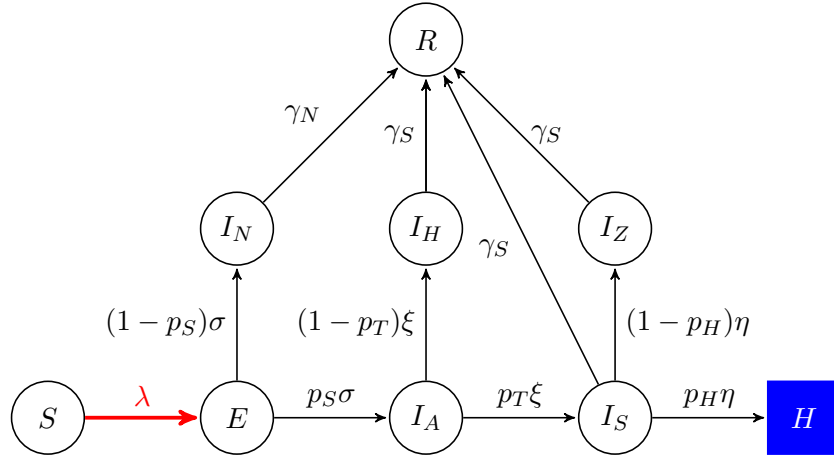 R
γ_N
γ_S
γ_S
I_N
I_H
I_Z
γ_S
(1 − p_S)σ
(1 − p_T)ξ
(1 − p_H)η
λ
p_Sσ
p_Tξ
p_Hη
S
E
I_A
I_S
H